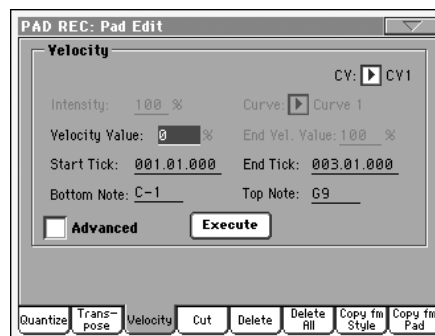 PAD REC: Pad Edit
Velocity
CV: CV1
Intensity: 100 % Curve: Curve 1
Velocity Value: 0 % End Vel. Value: 100 %
Start Tick: 001.01.000 End Tick: 003.01.000
Bottom Note: C-1 Top Note: G9
Advanced Execute
Quantize Trans-pose Velocity Cut Delete Delete All Copy fm Style Copy fm Pad